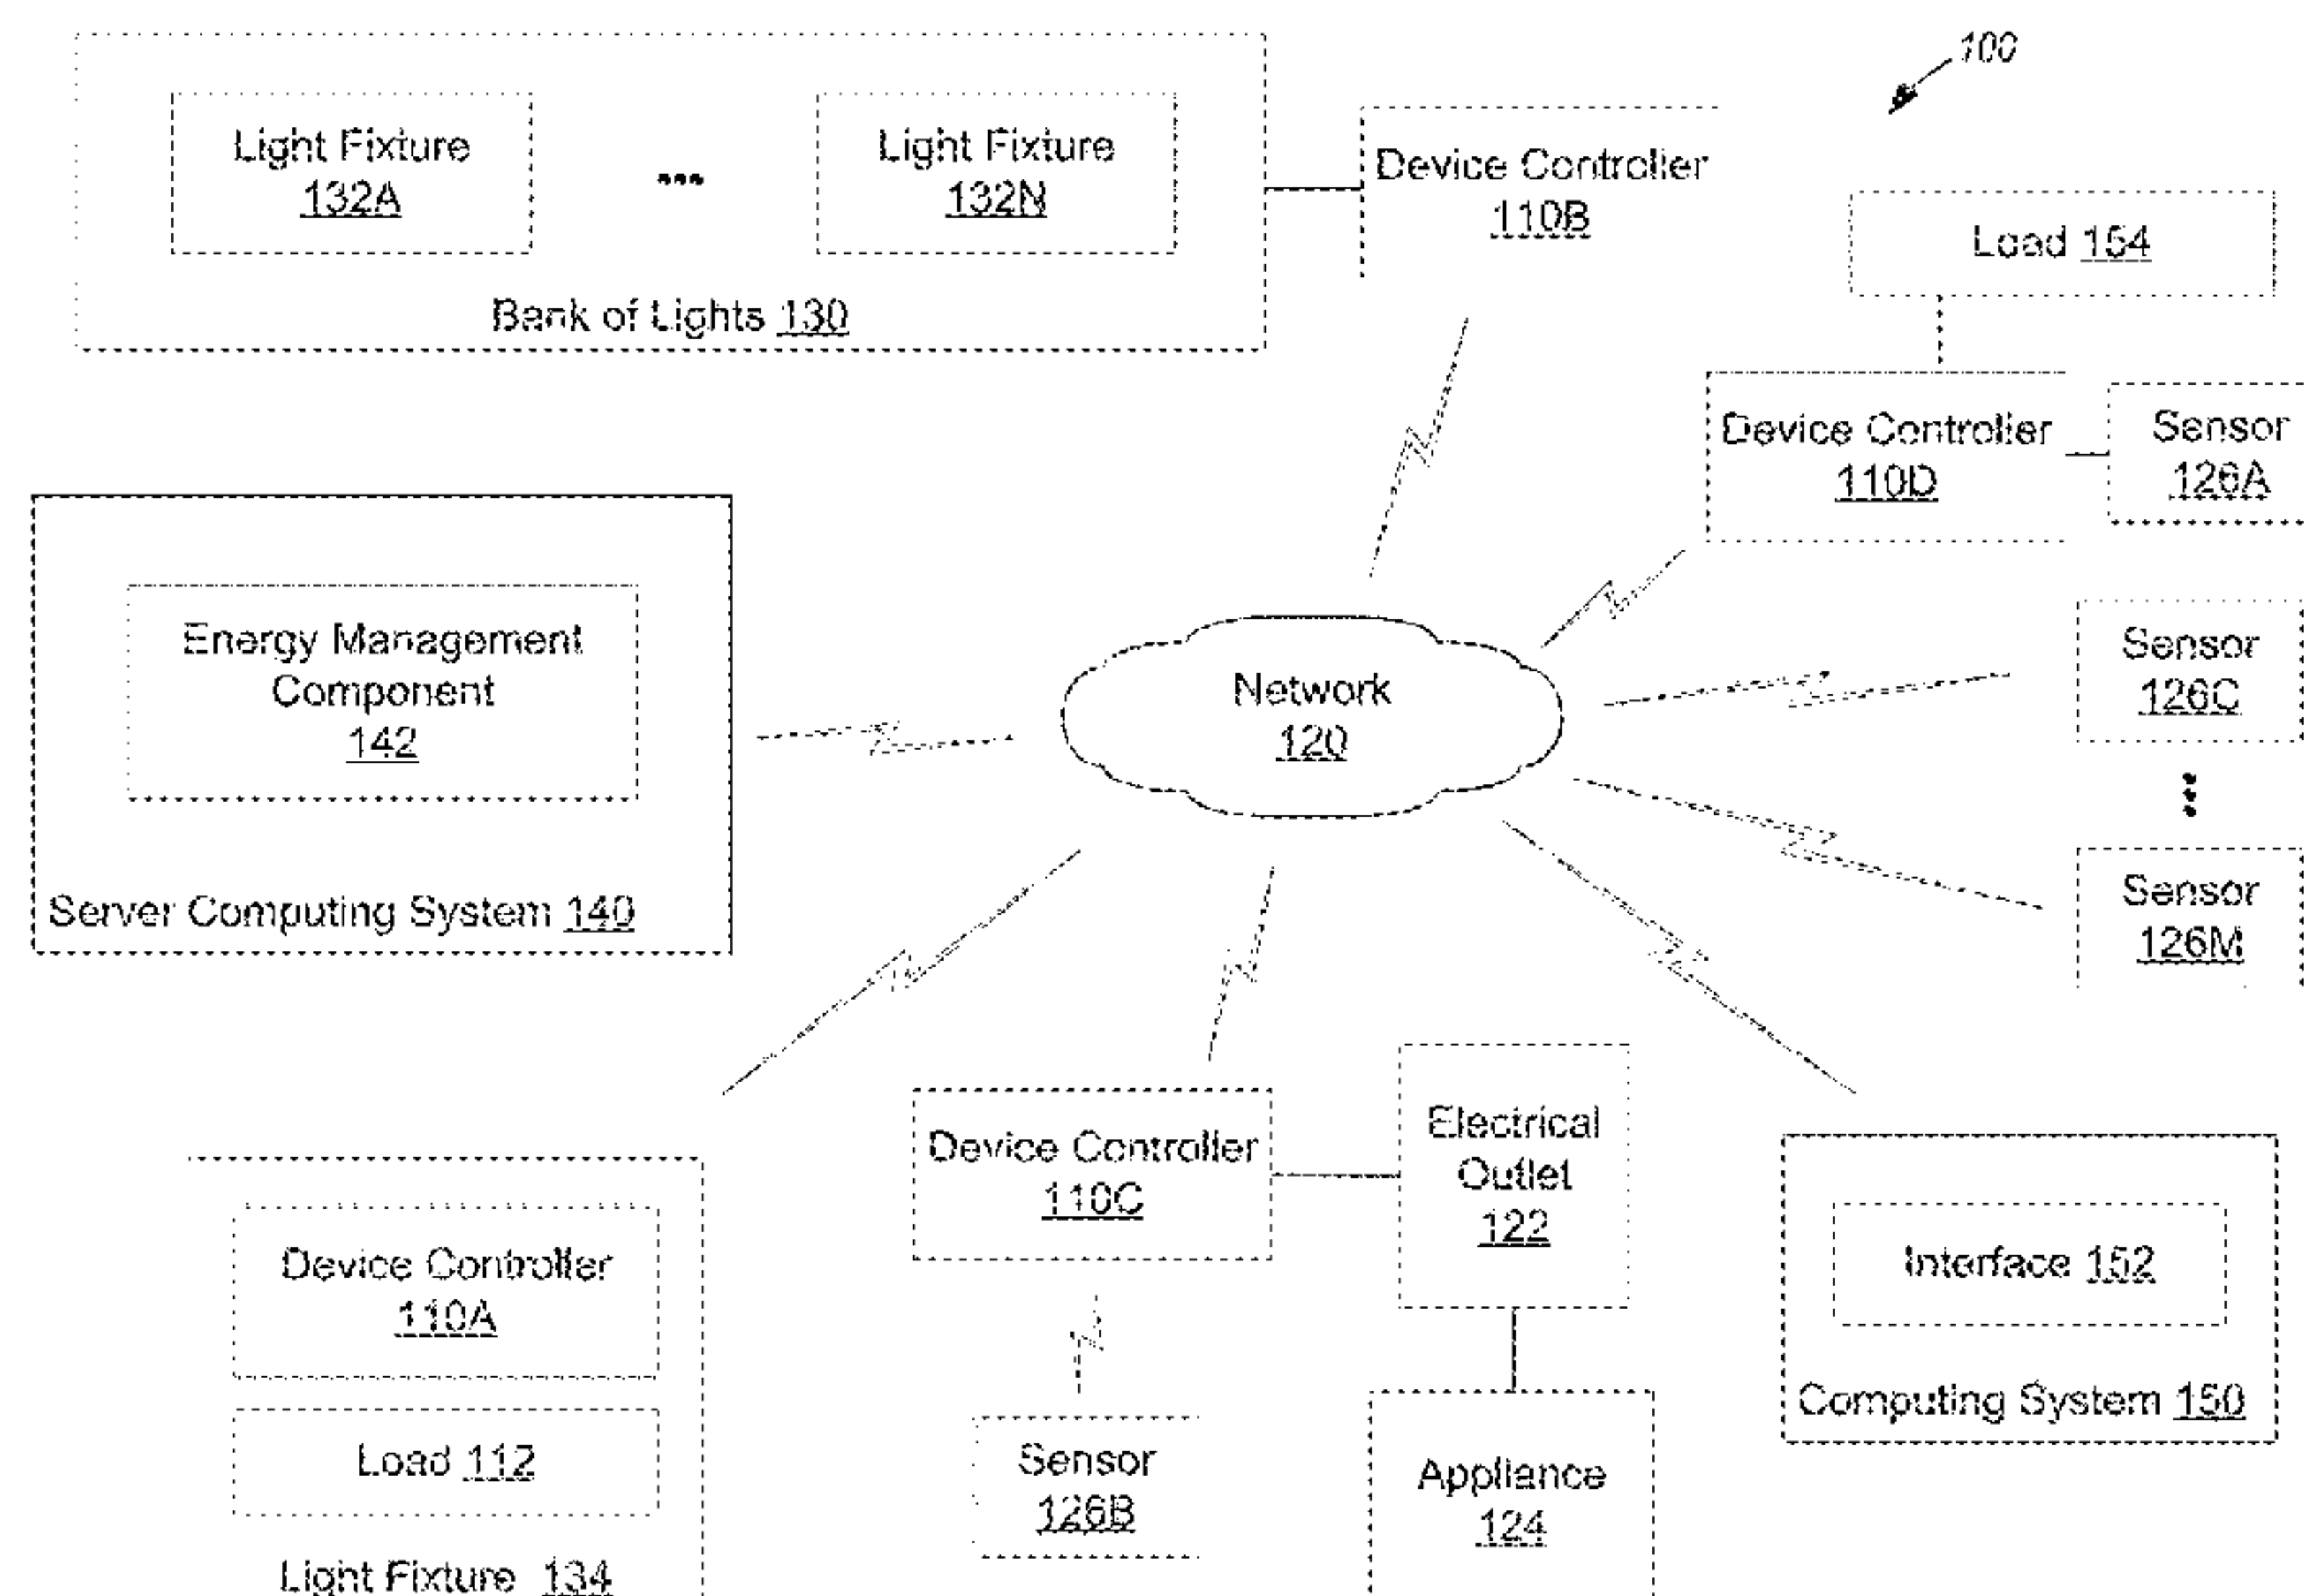 100
Light Fixture
132A
...
Light Fixture
132N
Bank of Lights 130
Device Controller
110B
Load 154
Device Controller
110D
Sensor
126A
Energy Management
Component
142
Server Computing System 140
Network
120
Sensor
126C
Sensor
126M
Device Controller
110A
Load 112
Light Fixture 134
Device Controller
110C
Electrical
Outlet
122
Sensor
126B
Appliance
124
Interface 152
Computing System 150